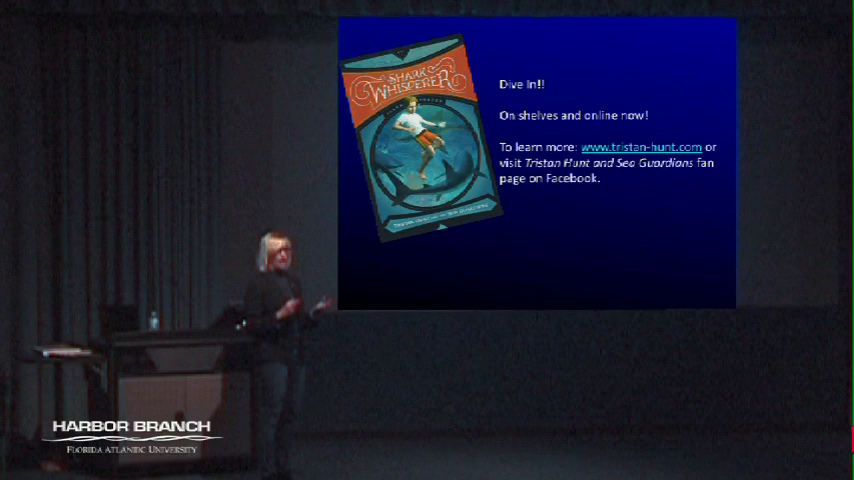 SHARK
WHISPERER
Dive In!!
On shelves and online now!
To learn more: www.tristan-hunt.com or
visit Tristan Hunt and Sea Guardians fan
page on Facebook.
HARBOR BRANCH
FLORIDA ATLANTIC UNIVERSITY